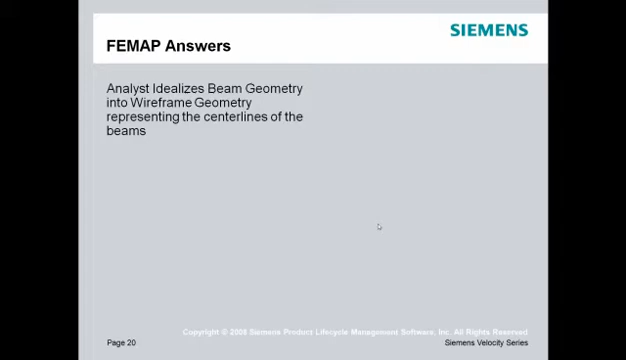 SIEMENS
FEMAP Answers
Analyst Idealizes Beam Geometry
into Wireframe Geometry
representing the centerlines of the
beams
Copyright © 2008 Siemens Product Lifecycle Management Software, Inc. All Rights Reserved
Page 20
Siemens Velocity Series